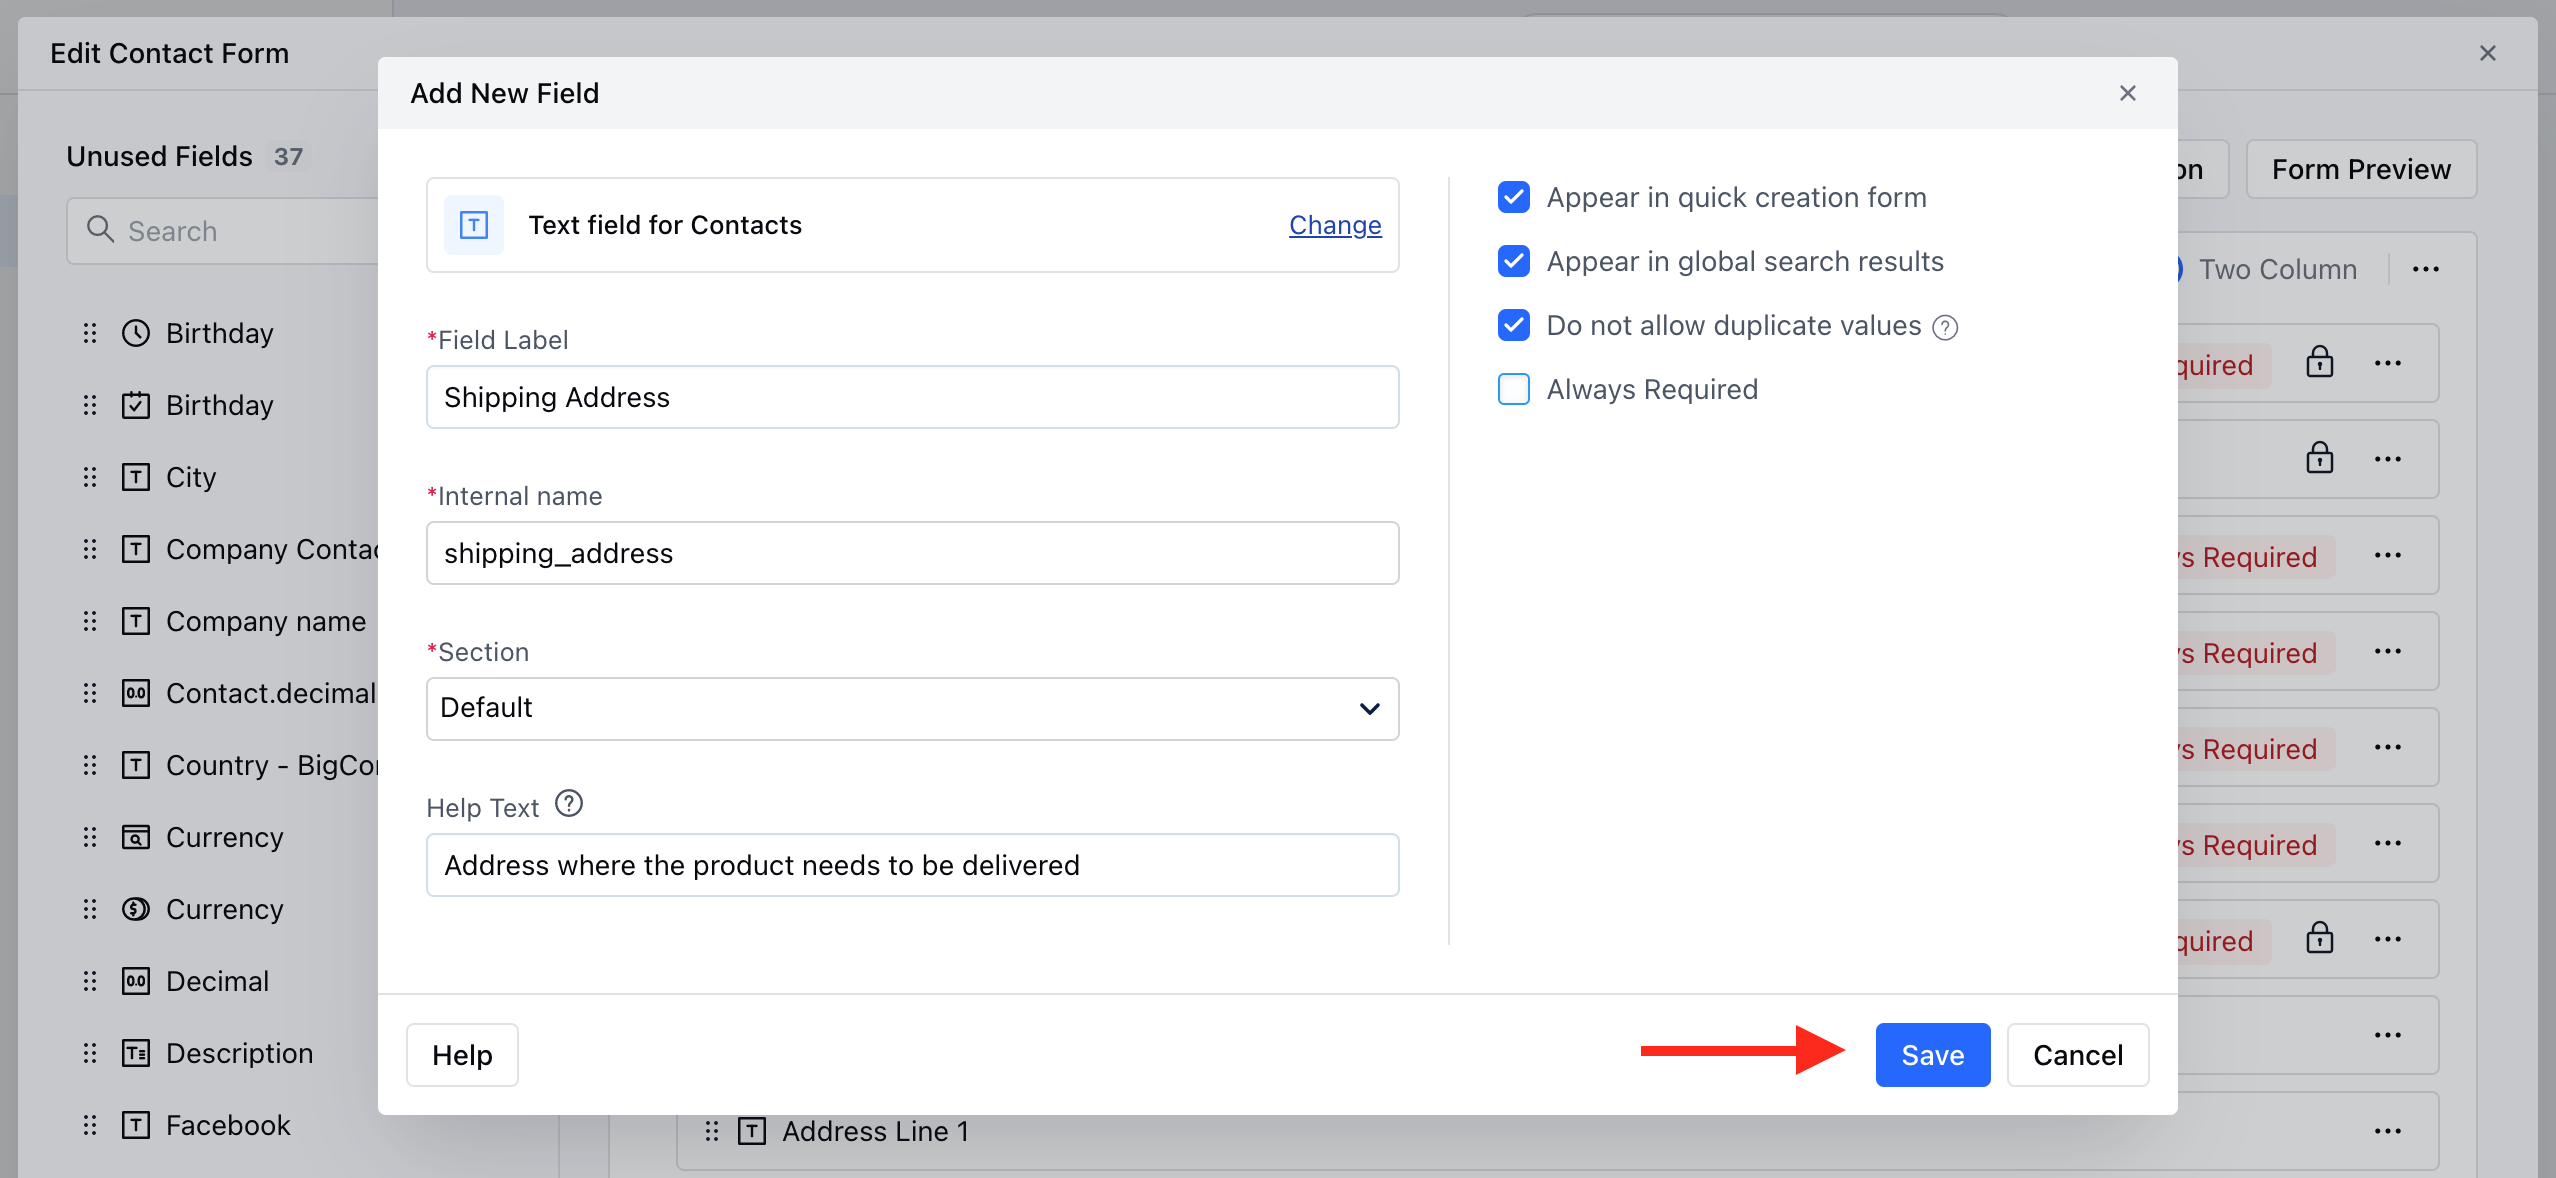 Edit Contact Form
Unused Fields 37
Search
Birthday
Birthday
City
Company Contac
Company name
Contact.decimal
Country - BigCo
Currency
Currency
Decimal
Description
Facebook
Add New Field
Text field for Contacts
Change
*Field Label
Shipping Address
*Internal name
shipping_address
*Section
Default
Help Text
Address where the product needs to be delivered
Appear in quick creation form
Appear in global search results
Do not allow duplicate values
Always Required
Help
Save
Cancel
on
Form Preview
Two Column
quired
s Required
s Required
s Required
s Required
quired
Address Line 1